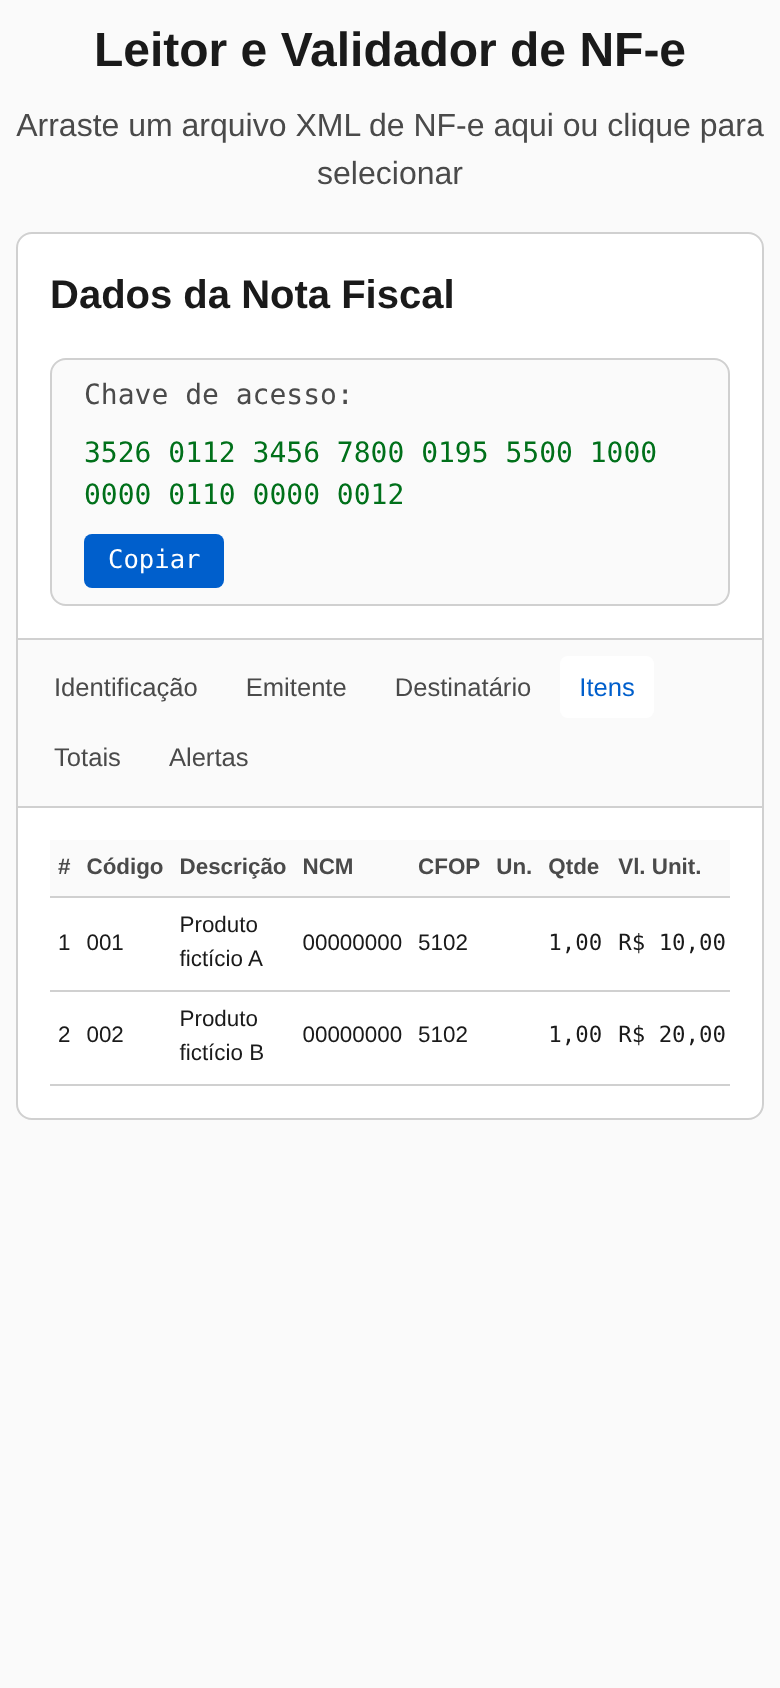 Leitor e Validador de NF-e
Arraste um arquivo XML de NF-e aqui ou clique para
selecionar
Dados da Nota Fiscal
Chave de acesso:
3526 0112 3456 7800 0195 5500 1000
0000 0110 0000 0012
Copiar
Identificação Emitente Destinatário Itens
Totais Alertas
# Código Descrição NCM CFOP Un. Qtde Vl. Unit.
1 001 Produto fictício A 00000000 5102 1,00 R$ 10,00
2 002 Produto fictício B 00000000 5102 1,00 R$ 20,00